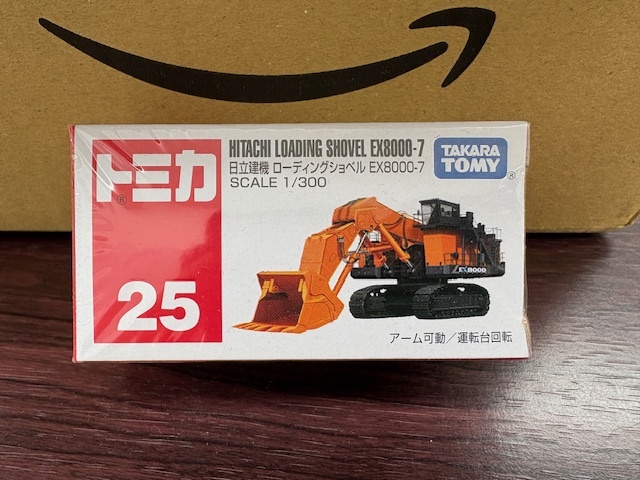 トミカ
®
25
HITACHI LOADING SHOVEL EX8000-7
日立建機 ローディングショベル EX8000-7
SCALE 1/300
TAKARA
TOMY
®
EX8000
アーム可動／運転台回転